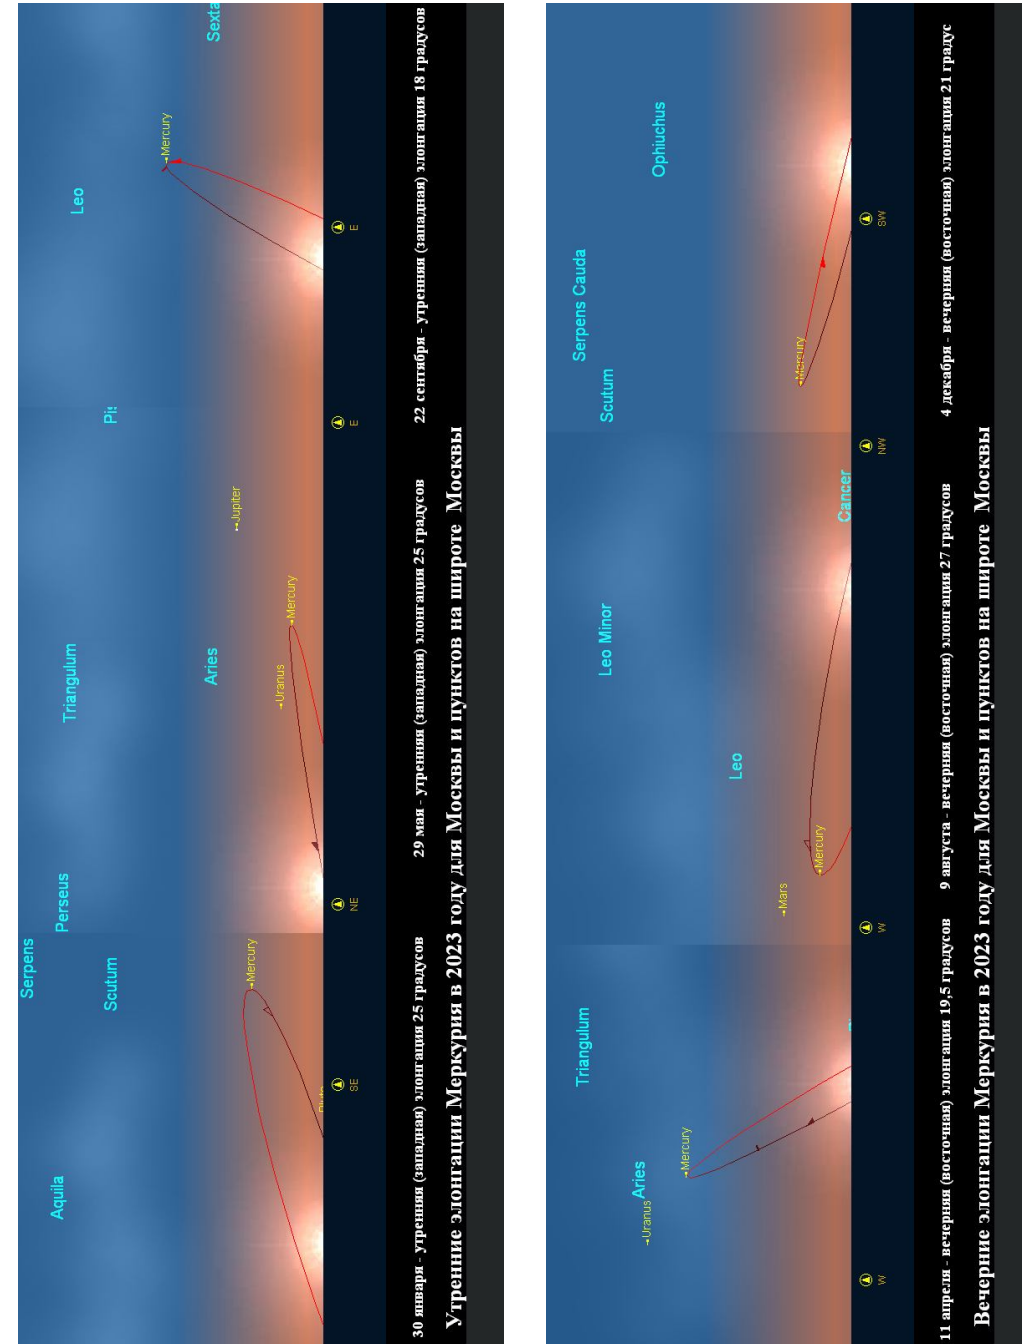 Serpens
Scutum
Aquila
Mercury
SE
Perseus
Triangulum
Aries
Uranus
Mercury
Jupiter
NE
E
Leo
Mercury
E
30 января - утренняя (западная) элонгация 25 градусов
29 мая - утренняя (западная) элонгация 25 градусов
22 сентября - утренняя (западная) элонгация 18 градусов
Утренние элонгации Меркурия в 2023 году для Москвы и пунктов на широте Москвы
Triangulum
Aries
Uranus
Mercury
W
Leo Minor
Leo
Cancer
Mars
Mercury
W
NW
Scutum
Serpens Cauda
Ophiuchus
Mercury
SW
11 апреля - вечерняя (восточная) элонгация 19,5 градусов
9 августа - вечерняя (восточная) элонгация 27 градусов
4 декабря - вечерняя (восточная) элонгация 21 градус
Вечерние элонгации Меркурия в 2023 году для Москвы и пунктов на широте Москвы